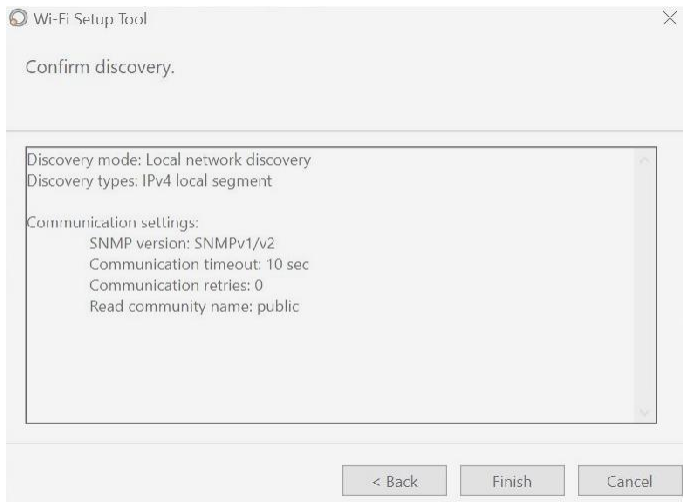 Wi-Fi Setup Tool
Confirm discovery.
Discovery mode: Local network discovery
Discovery types: IPv4 local segment
Communication settings:
SNMP version: SNMPv1/v2
Communication timeout: 10 sec
Communication retries: 0
Read community name: public
< Back
Finish
Cancel